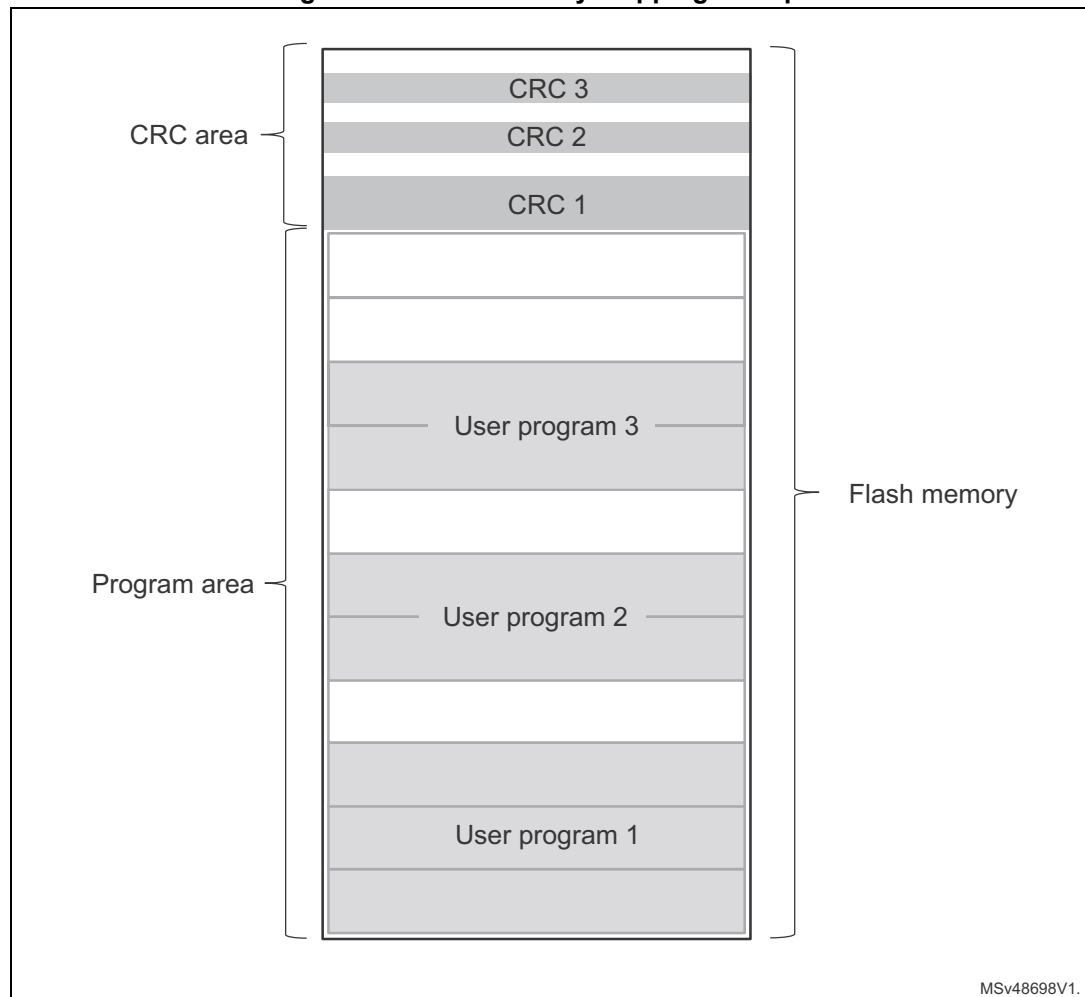 CRC 3
CRC area
CRC 2
CRC 1
User program 3
Flash memory
Program area
User program 2
User program 1
MSv48698V1.